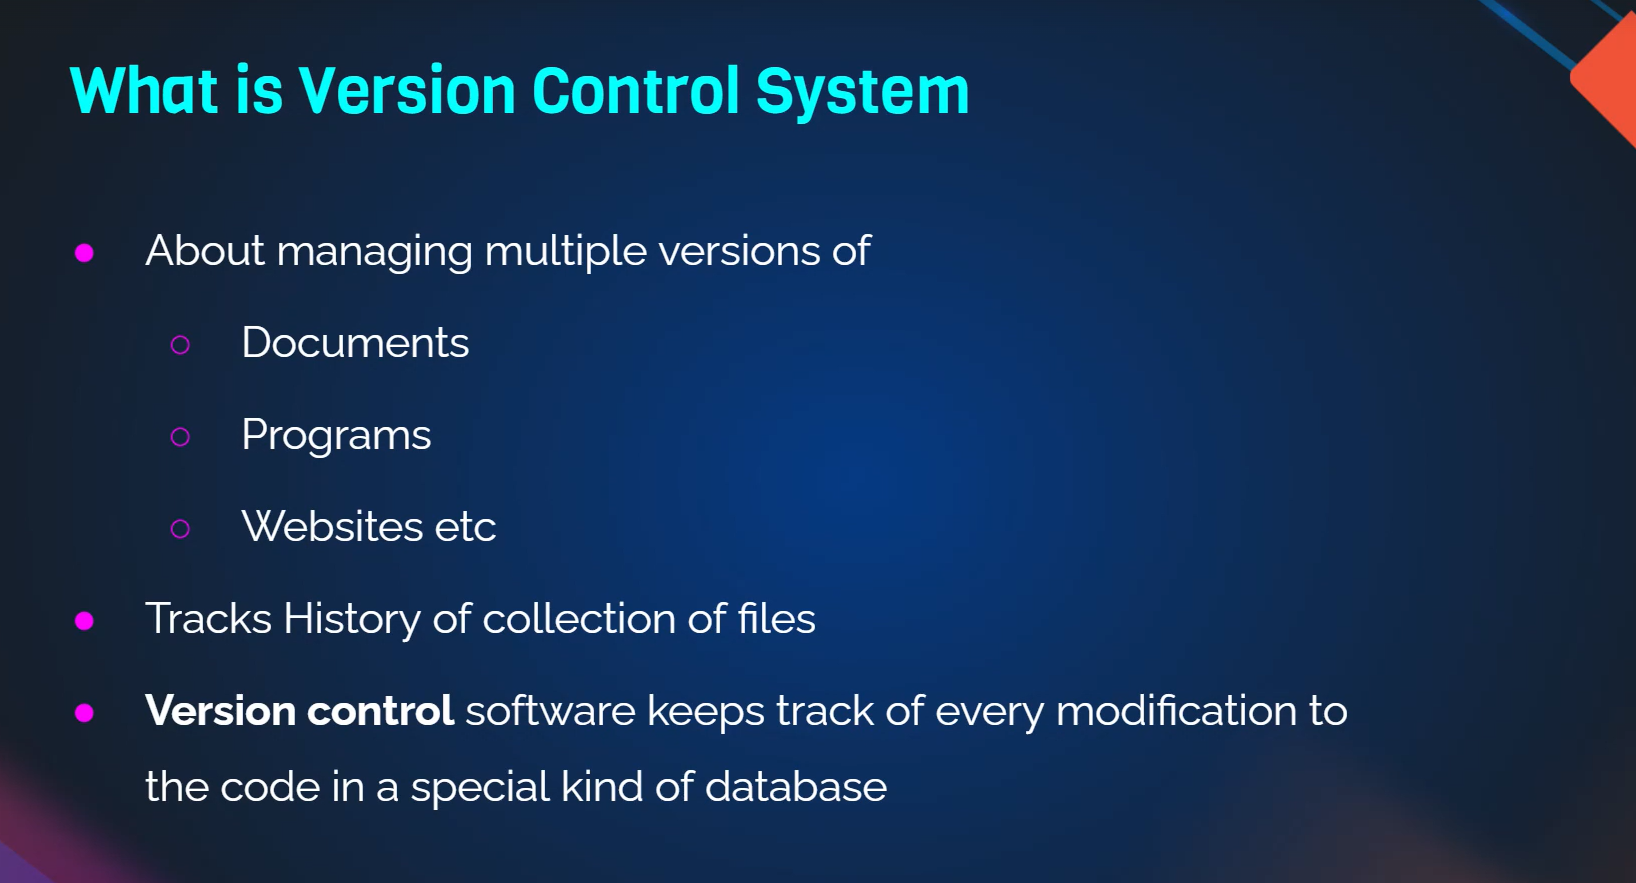 What is Version Control System
● About managing multiple versions of
○ Documents
○ Programs
○ Websites etc
● Tracks History of collection of files
● Version control software keeps track of every modification to
the code in a special kind of database